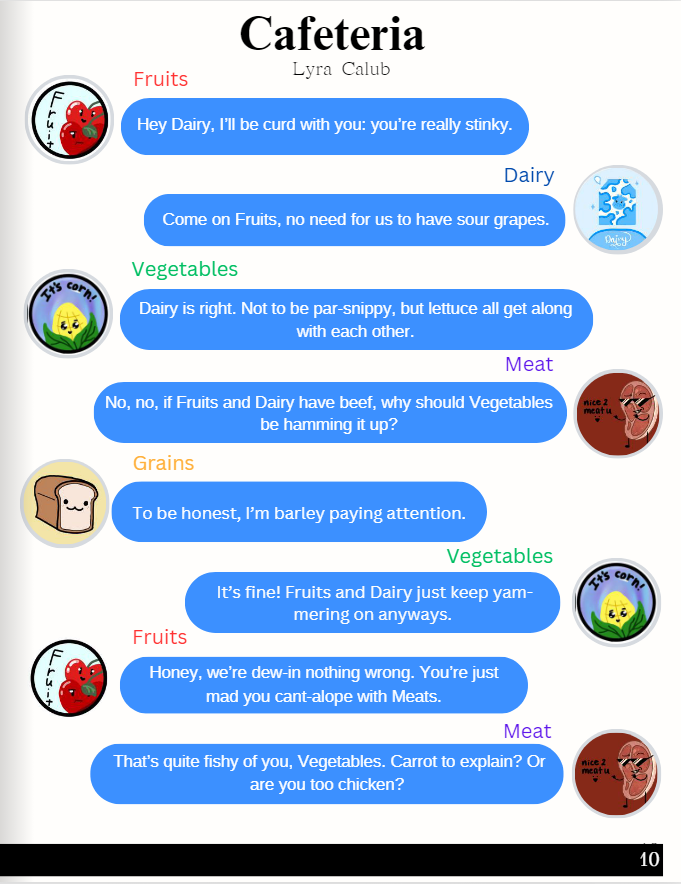 Cafeteria
Lyra Calub
Fruits
Fruit
Hey Dairy, I'll be curd with you: you're really stinky.
Dairy
Dairy
Come on Fruits, no need for us to have sour grapes.
Vegetables
It's corn!
Dairy is right. Not to be par-snippy, but lettuce all get along
with each other.
Meat
nice 2
meat u
No, no, if Fruits and Dairy have beef, why should Vegetables
be hamming it up?
Grains
To be honest, I'm barley paying attention.
Vegetables
It's corn!
It's fine! Fruits and Dairy just keep yam-
mering on anyways.
Fruits
Fruit
Honey, we're dew-in nothing wrong. You're just
mad you cant-alope with Meats.
Meat
nice 2
meat u
That's quite fishy of you, Vegetables. Carrot to explain? Or
are you too chicken?
10